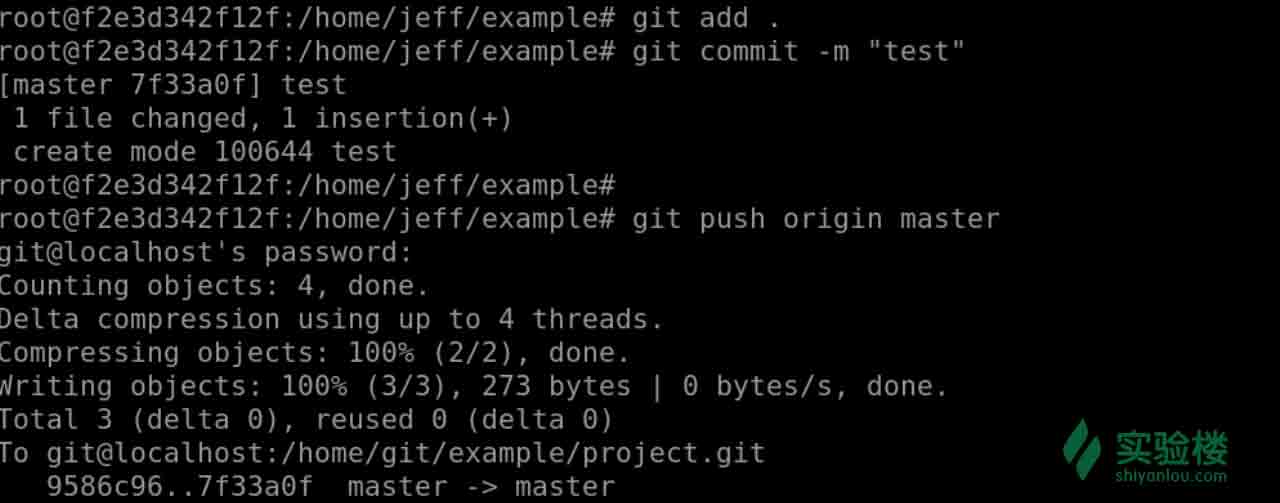 root@f2e3d342f12f:/home/jeff/example# git add .
root@f2e3d342f12f:/home/jeff/example# git commit -m "test"
[master 7f33a0f] test
 1 file changed, 1 insertion(+)
 create mode 100644 test
root@f2e3d342f12f:/home/jeff/example#
root@f2e3d342f12f:/home/jeff/example# git push origin master
git@localhost's password:
Counting objects: 4, done.
Delta compression using up to 4 threads.
Compressing objects: 100% (2/2), done.
Writing objects: 100% (3/3), 273 bytes | 0 bytes/s, done.
Total 3 (delta 0), reused 0 (delta 0)
To git@localhost:/home/git/example/project.git
   9586c96..7f33a0f  master -> master
实验楼
shiyanlou.com